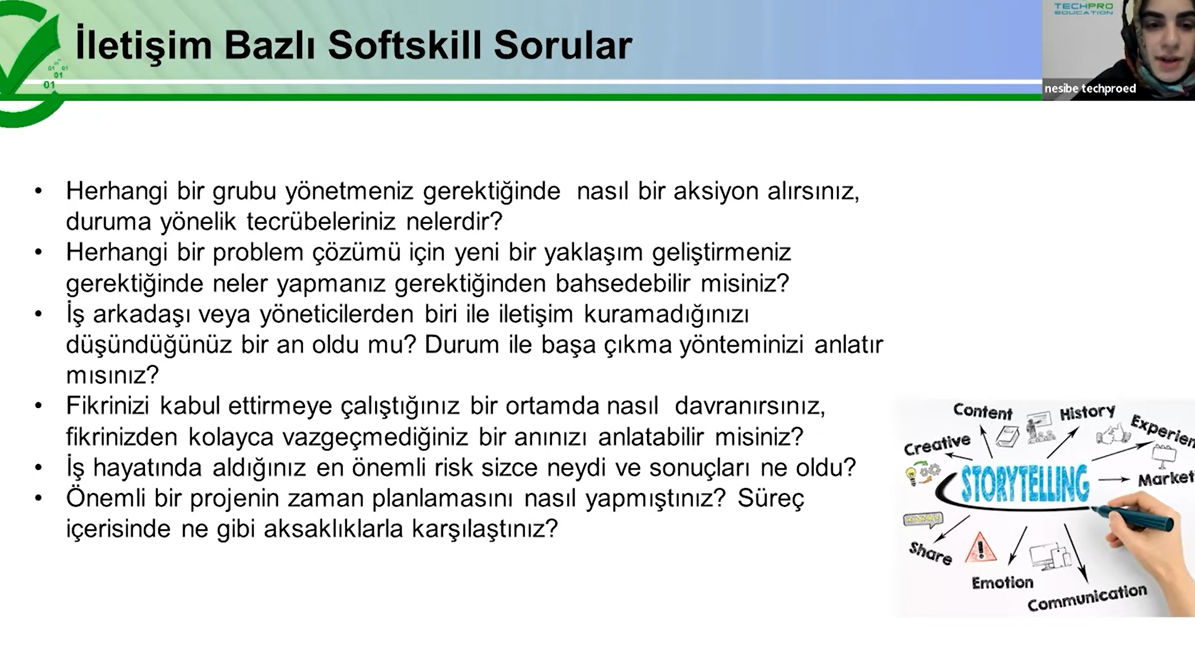 İletişim Bazlı Softskill Sorular
TECHPRO
EDUCATION
nesibe techproed
01 01
01
01
• Herhangi bir grubu yönetmeniz gerektiğinde nasıl bir aksiyon alırsınız,
duruma yönelik tecrübeleriniz nelerdir?
• Herhangi bir problem çözümü için yeni bir yaklaşım geliştirmeniz
gerektiğinde neler yapmanız gerektiğinden bahsedebilir misiniz?
• İş arkadaşı veya yöneticilerden biri ile iletişim kuramadığınızı
düşündüğünüz bir an oldu mu? Durum ile başa çıkma yönteminizi anlatır
mısınız?
• Fikrinizi kabul ettirmeye çalıştığınız bir ortamda nasıl davranırsınız,
fikrinizden kolayca vazgeçmediğiniz bir anınızı anlatabilir misiniz?
• İş hayatında aldığınız en önemli risk sizce neydi ve sonuçları ne oldu?
• Önemli bir projenin zaman planlamasını nasıl yapmıştınız? Süreç
içerisinde ne gibi aksaklıklarla karşılaştınız?
Content
History
Experien
Creative
STORYTELLING
Market
Share
Emotion
Communication